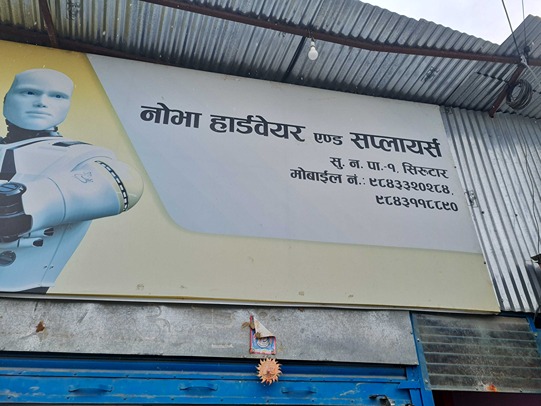 नोभा हार्डवेयर एण्ड सप्लायर्स
सु. न. पा.-१, सिरुटार
मोबाईल नं.: ९८४३३२०२८४,
९८४३११८८९०